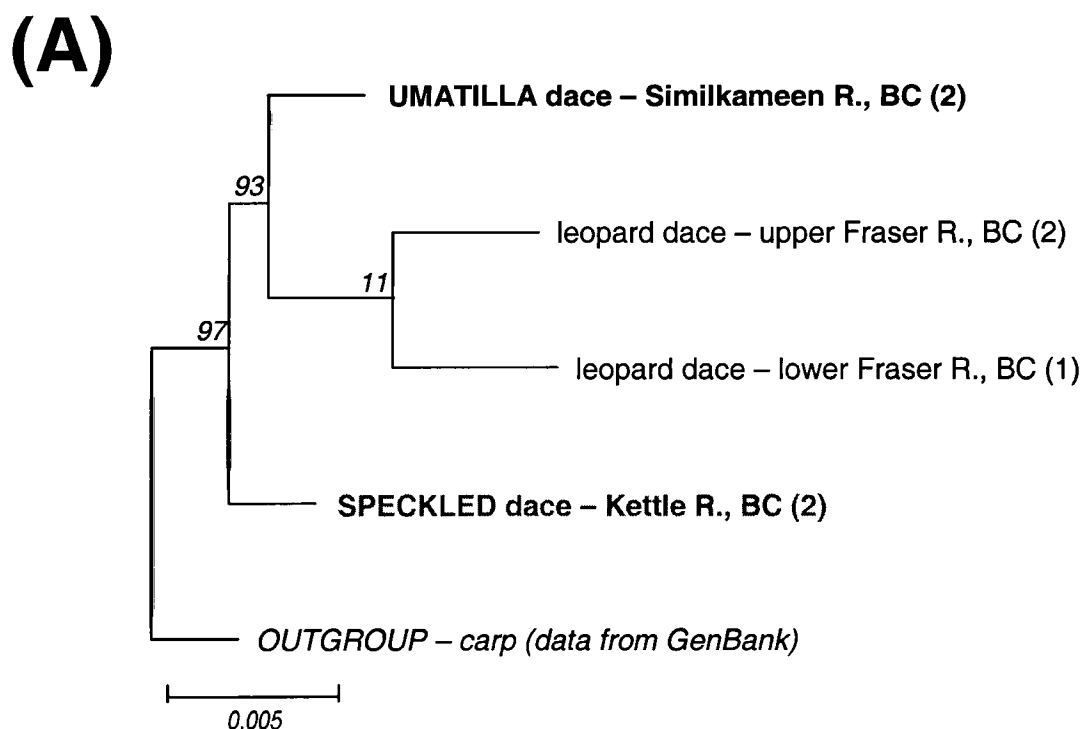 (A)
UMATILLA dace – Similkameen R., BC (2)
93
leopard dace – upper Fraser R., BC (2)
11
97
leopard dace – lower Fraser R., BC (1)
SPECKLED dace – Kettle R., BC (2)
OUTGROUP – carp (data from GenBank)
0.005